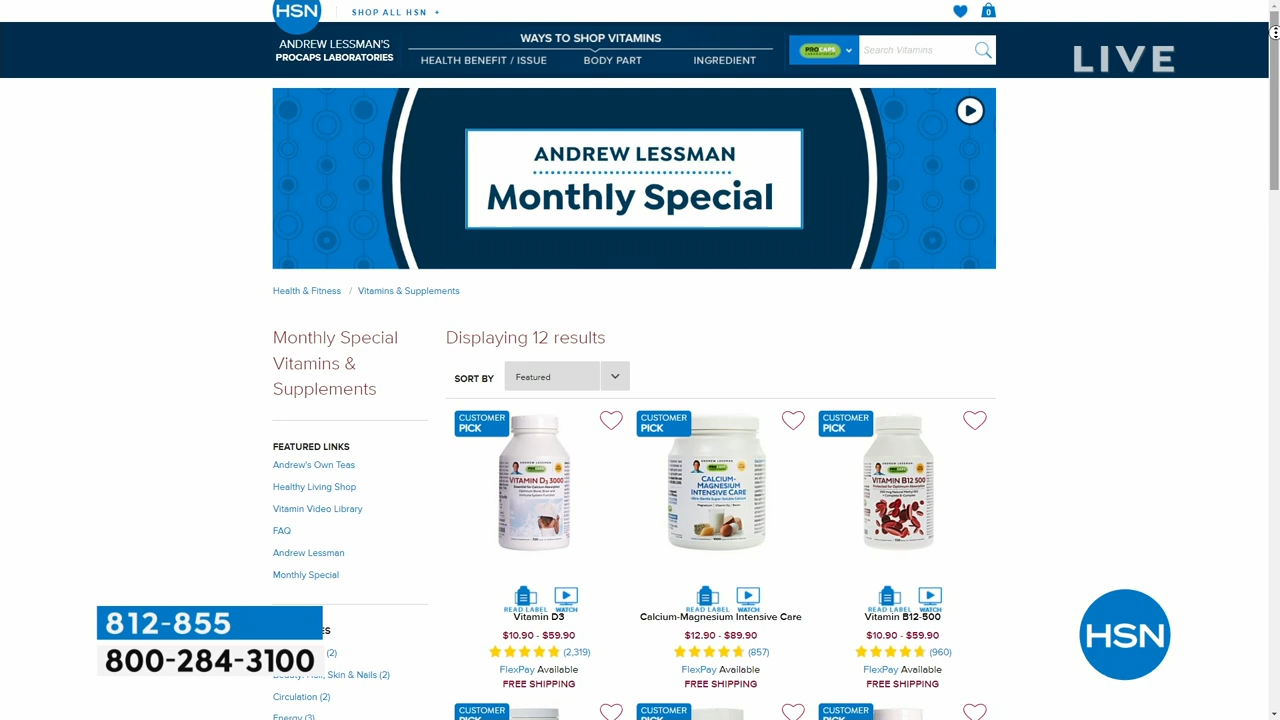 HSN
SHOP ALL HSN +
0
ANDREW LESSMAN'S
PROCAPS LABORATORIES
WAYS TO SHOP VITAMINS
HEALTH BENEFIT / ISSUE
BODY PART
INGREDIENT
PROCAPS
Search Vitamins
LIVE
ANDREW LESSMAN
Monthly Special
Health & Fitness / Vitamins & Supplements
Monthly Special
Vitamins &
Supplements
Displaying 12 results
SORT BY
Featured
FEATURED LINKS
Andrew's Own Teas
Healthy Living Shop
Vitamin Video Library
FAQ
Andrew Lessman
Monthly Special
ES
(2)
Beauty: Hair, Skin & Nails (2)
Circulation (2)
Energy (3)
CUSTOMER
PICK
VITAMIN D3 3000
READ LABEL
WATCH
Vitamin D3
$10.90 - $59.90
(2,319)
FlexPay Available
FREE SHIPPING
CUSTOMER
PICK
CALCIUM-
MAGNESIUM
INTENSIVE CARE
READ LABEL
WATCH
Calcium-Magnesium Intensive Care
$12.90 - $89.90
(857)
FlexPay Available
FREE SHIPPING
CUSTOMER
PICK
VITAMIN B12 500
READ LABEL
WATCH
Vitamin B12-500
$10.90 - $59.90
(960)
FlexPay Available
FREE SHIPPING
CUSTOMER
PICK
CUSTOMER
PICK
CUSTOMER
PICK
812-855
800-284-3100
HSN